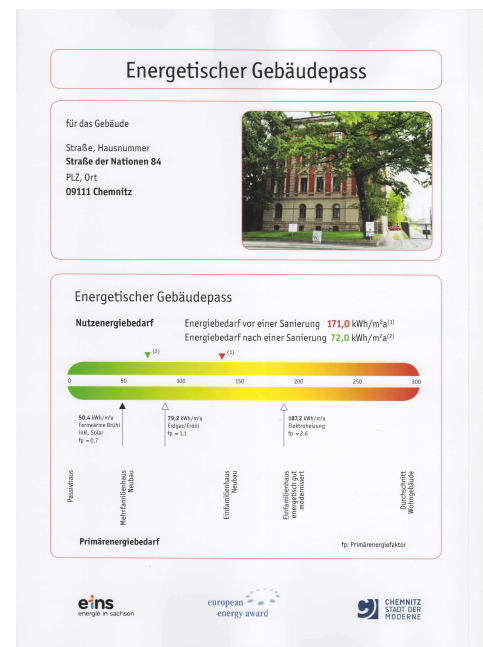 Energetischer Gebäudepass
für das Gebäude
Straße, Hausnummer
Straße der Nationen 84
PLZ, Ort
09111 Chemnitz
Energetischer Gebäudepass
Nutzenergiebedarf
Energiebedarf vor einer Sanierung 171,0 kWh/m²a(1)
Energiebedarf nach einer Sanierung 72,0 kWh/m²a(2)
(2)
(1)
0 50 100 150 200 250 300
50,4 kWh/m²a
Fernwärme Brühl
inkl. Solar
fp = 0,7
79,2 kWh/m²a
Erdgas/Erdöl
fp = 1,1
187,2 kWh/m²a
Elektroheizung
fp = 2,6
Passivhaus
Mehrfamilienhaus
Neubau
Einfamilienhaus
Neubau
Einfamilienhaus
energetisch gut
modernisiert
Durchschnitt
Wohngebäude
Primärenergiebedarf
fp: Primärenergiefaktor
eins
energie in sachsen
european
energy award
CHEMNITZ
STADT DER
MODERNE